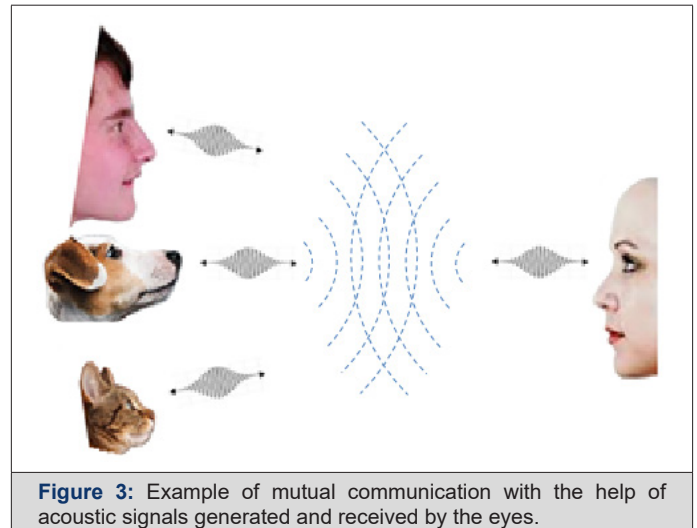 Figure 3: Example of mutual communication with the help of
acoustic signals generated and received by the eyes.